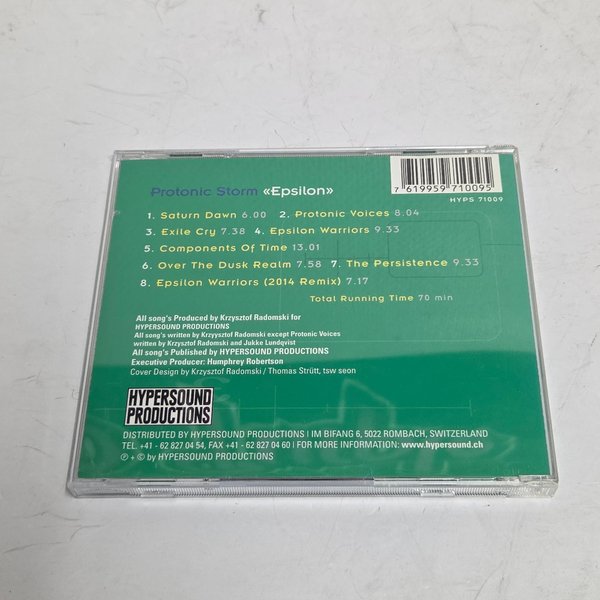 7 619959 710095
HYPS 71009
Protonic Storm «Epsilon»
1. Saturn Dawn 6.00 2. Protonic Voices 8.04
3. Exile Cry 7.38 4. Epsilon Warriors 9.33
5. Components Of Time 13.01
6. Over The Dusk Realm 7.58 7. The Persistence 9.33
8. Epsilon Warriors (2014 Remix) 7.17
Total Running Time 70 min
All song's Produced by Krzysztof Radomski for
HYPERSOUND PRODUCTIONS
All song's written by Krzyysztof Radomski except Protonic Voices
written by Krzysztof Radomski and Jukke Lundqvist
All song's Published by HYPERSOUND PRODUCTIONS
Executive Producer: Humphrey Robertson
Cover Design by Krzysztof Radomski / Thomas Strütt, tsw seon
HYPERSOUND
PRODUCTIONS
DISTRIBUTED BY HYPERSOUND PRODUCTIONS | IM BIFANG 6, 5022 ROMBACH, SWITZERLAND
TEL. +41 - 62 827 04 54, FAX +41 - 62 827 04 60 | FOR MORE INFORMATION: www.hypersound.ch
℗ + © by HYPERSOUND PRODUCTIONS